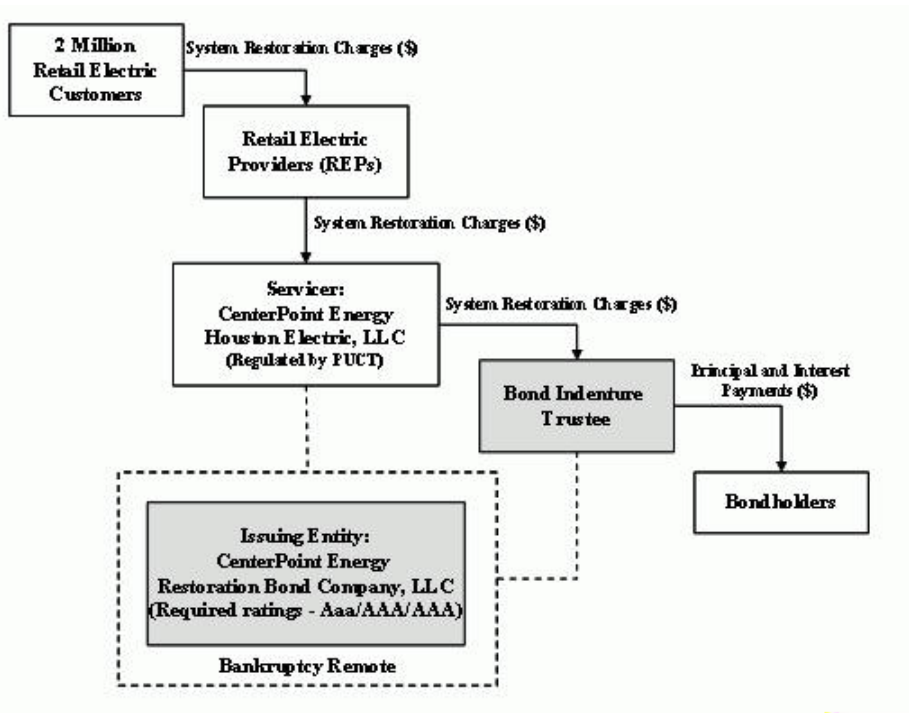 2 Million
Retail Electric
Customers
System Restoration Charges ($)
Retail Electric
Providers (REPs)
System Restoration Charges ($)
Servicer:
CenterPoint Energy
Houston Electric, LLC
(Regulated by PUCT)
System Restoration Charges ($)
Bond Indenture
Trustee
Principal and Interest
Payments ($)
Bondholders
Issuing Entity:
CenterPoint Energy
Restoration Bond Company, LLC
(Required ratings - Aaa/AAA/AAA)
Bankruptcy Remote